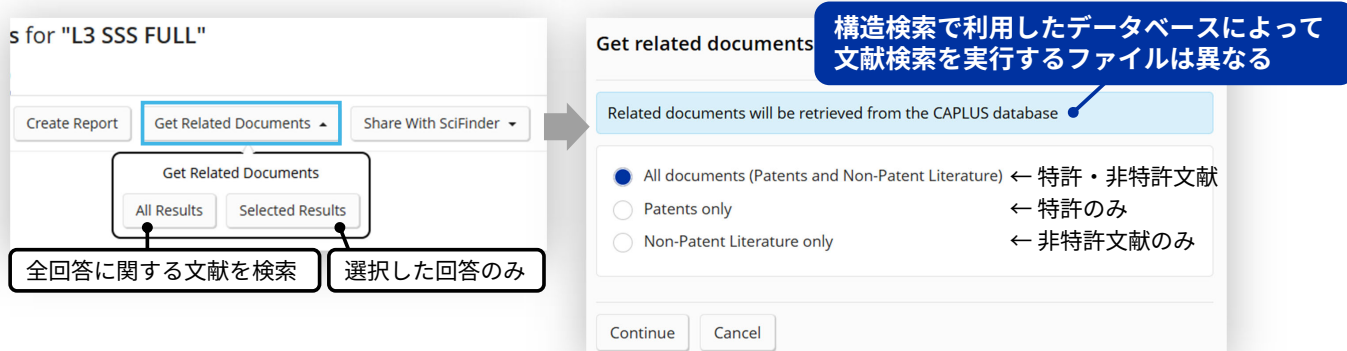 s for "L3 SSS FULL"
Create Report
Get Related Documents
Share With SciFinder
Get Related Documents
All Results
Selected Results
全回答に関する文献を検索
選択した回答のみ
Get related documents
構造検索で利用したデータベースによって
文献検索を実行するファイルは異なる
Related documents will be retrieved from the CAPLUS database
All documents (Patents and Non-Patent Literature) ← 特許・非特許文献
Patents only ← 特許のみ
Non-Patent Literature only ← 非特許文献のみ
Continue
Cancel